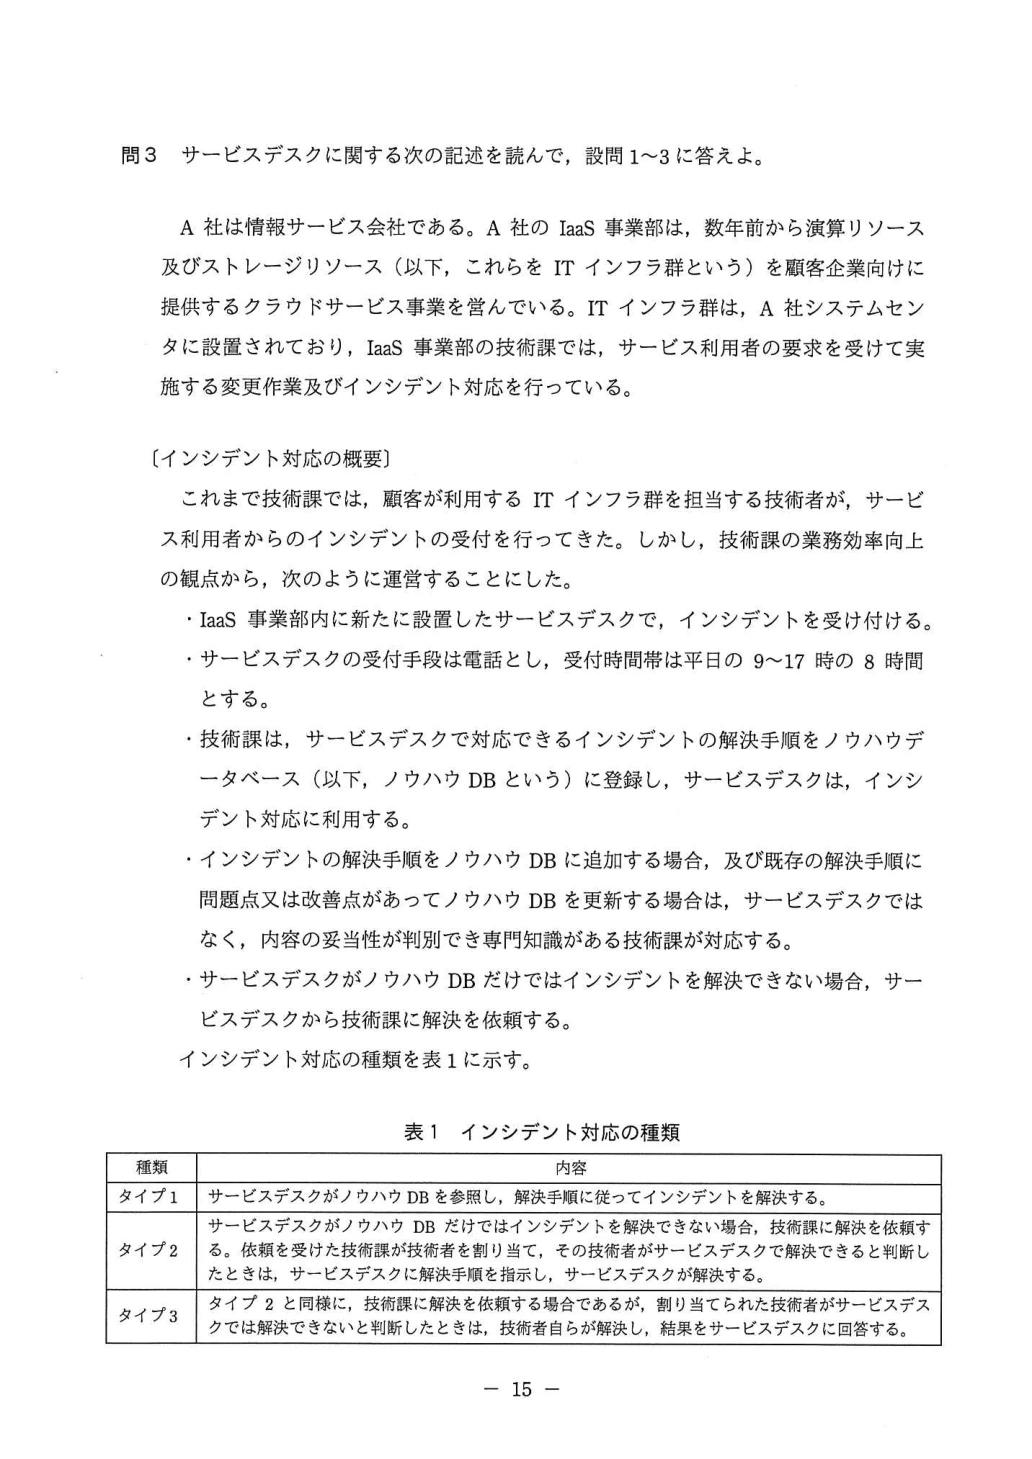 問3　サービスデスクに関する次の記述を読んで，設問1～3に答えよ。
A 社は情報サービス会社である。A 社の IaaS 事業部は，数年前から演算リソース
及びストレージリソース（以下，これらを IT インフラ群という）を顧客企業向けに
提供するクラウドサービス事業を営んでいる。IT インフラ群は，A 社システムセン
タに設置されており，IaaS 事業部の技術課では，サービス利用者の要求を受けて実
施する変更作業及びインシデント対応を行っている。
〔インシデント対応の概要〕
これまで技術課では，顧客が利用する IT インフラ群を担当する技術者が，サービ
ス利用者からのインシデントの受付を行ってきた。しかし，技術課の業務効率向上
の観点から，次のように運営することにした。
・IaaS 事業部内に新たに設置したサービスデスクで，インシデントを受け付ける。
・サービスデスクの受付手段は電話とし，受付時間帯は平日の 9～17 時の 8 時間
とする。
・技術課は，サービスデスクで対応できるインシデントの解決手順をノウハウデ
ータベース（以下，ノウハウ DB という）に登録し，サービスデスクは，インシ
デント対応に利用する。
・インシデントの解決手順をノウハウ DB に追加する場合，及び既存の解決手順に
問題点又は改善点があってノウハウ DB を更新する場合は，サービスデスクでは
なく，内容の妥当性が判別でき専門知識がある技術課が対応する。
・サービスデスクがノウハウ DB だけではインシデントを解決できない場合，サー
ビスデスクから技術課に解決を依頼する。
インシデント対応の種類を表1に示す。
表1　インシデント対応の種類
種類　内容
タイプ1　サービスデスクがノウハウ DB を参照し，解決手順に従ってインシデントを解決する。
サービスデスクがノウハウ DB だけではインシデントを解決できない場合，技術課に解決を依頼す
タイプ2　る。依頼を受けた技術課が技術者を割り当て，その技術者がサービスデスクで解決できると判断し
たときは，サービスデスクに解決手順を指示し，サービスデスクが解決する。
タイプ3　タイプ 2 と同様に，技術課に解決を依頼する場合であるが，割り当てられた技術者がサービスデス
クでは解決できないと判断したときは，技術者自らが解決し，結果をサービスデスクに回答する。
－ 15 －